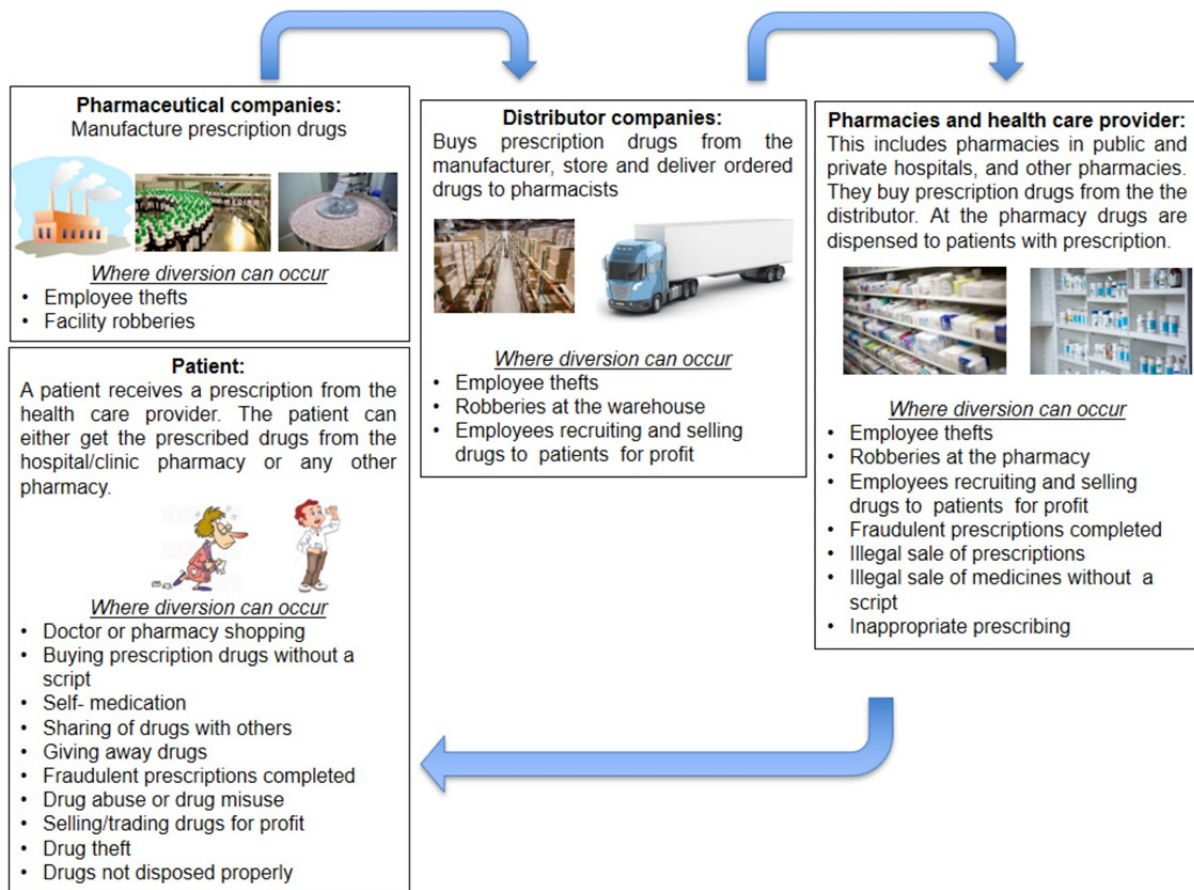 Pharmaceutical companies:
Manufacture prescription drugs
Where diversion can occur
• Employee thefts
• Facility robberies
Distributor companies:
Buys prescription drugs from the
manufacturer, store and deliver ordered
drugs to pharmacists
Where diversion can occur
• Employee thefts
• Robberies at the warehouse
• Employees recruiting and selling
drugs to patients for profit
Pharmacies and health care provider:
This includes pharmacies in public and
private hospitals, and other pharmacies.
They buy prescription drugs from the the
distributor. At the pharmacy drugs are
dispensed to patients with prescription.
Where diversion can occur
• Employee thefts
• Robberies at the pharmacy
• Employees recruiting and selling
drugs to patients for profit
• Fraudulent prescriptions completed
• Illegal sale of prescriptions
• Illegal sale of medicines without a
script
• Inappropriate prescribing
Patient:
A patient receives a prescription from the
health care provider. The patient can
either get the prescribed drugs from the
hospital/clinic pharmacy or any other
pharmacy.
Where diversion can occur
• Doctor or pharmacy shopping
• Buying prescription drugs without a
script
• Self- medication
• Sharing of drugs with others
• Giving away drugs
• Fraudulent prescriptions completed
• Drug abuse or drug misuse
• Selling/trading drugs for profit
• Drug theft
• Drugs not disposed properly